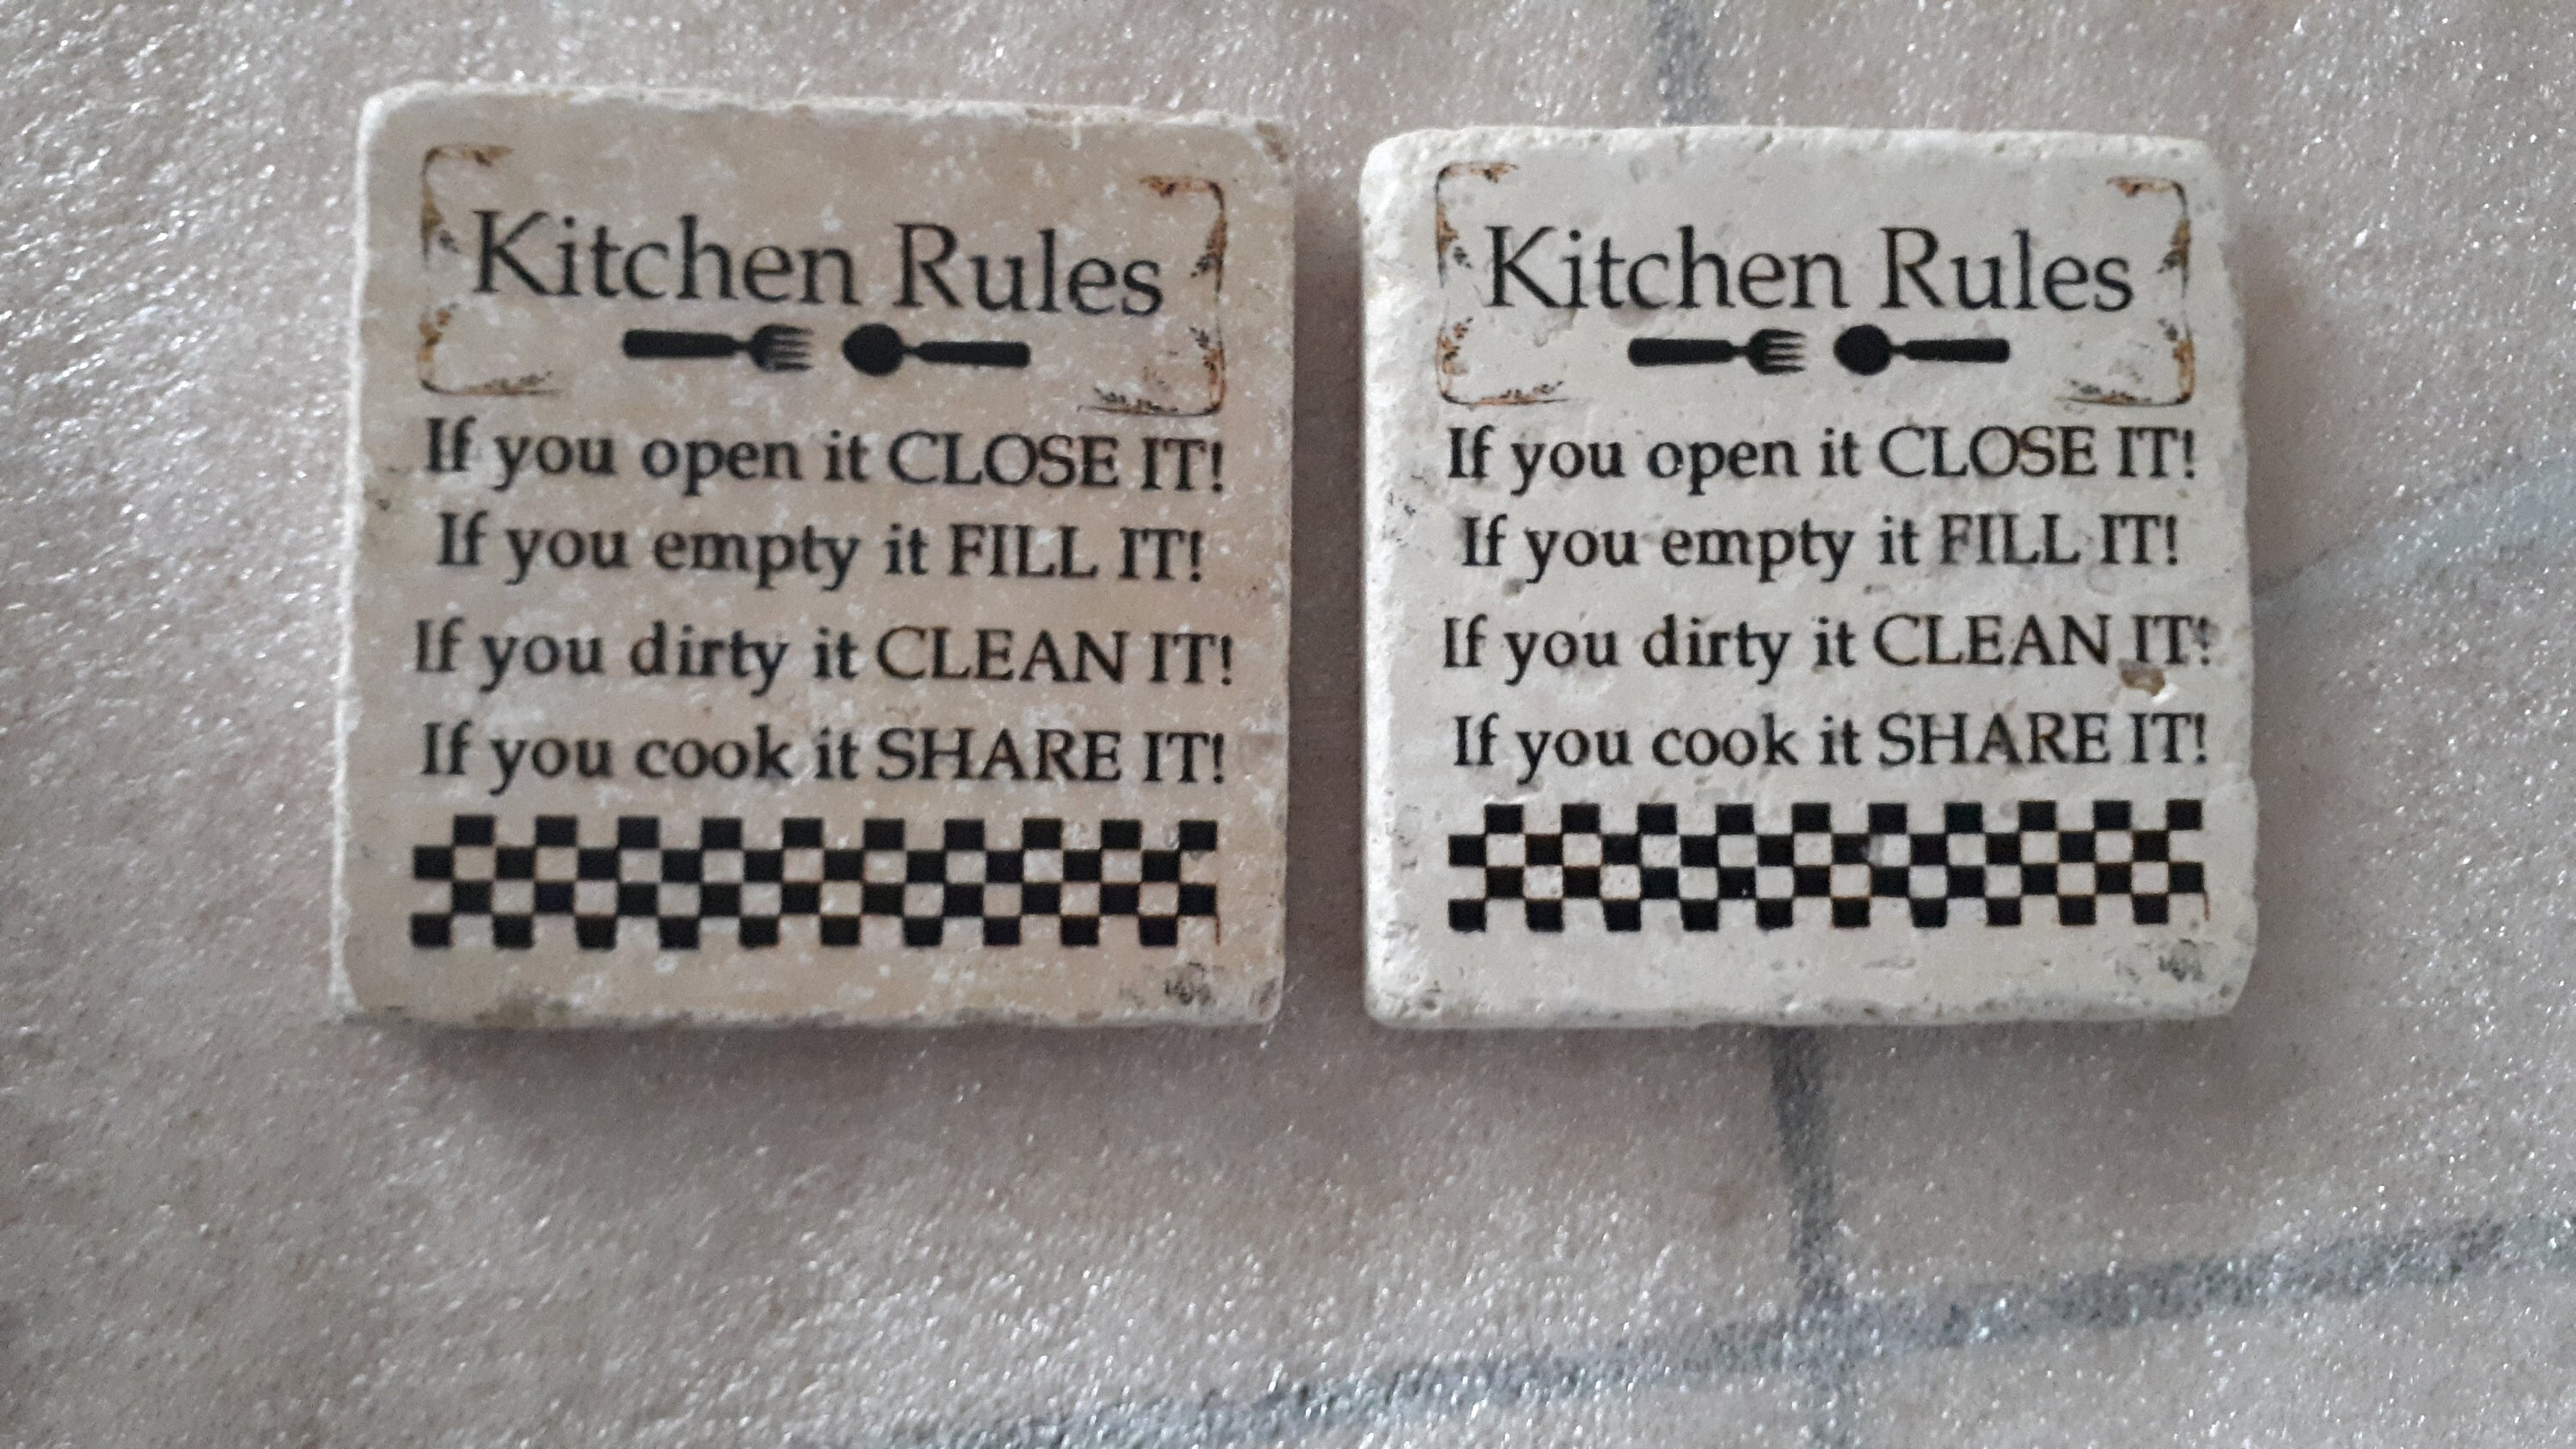 Kitchen Rules
If you open it CLOSE IT!
If you empty it FILL IT!
If you dirty it CLEAN IT!
If you cook it SHARE IT!
Kitchen Rules
If you open it CLOSE IT!
If you empty it FILL IT!
If you dirty it CLEAN IT!
If you cook it SHARE IT!